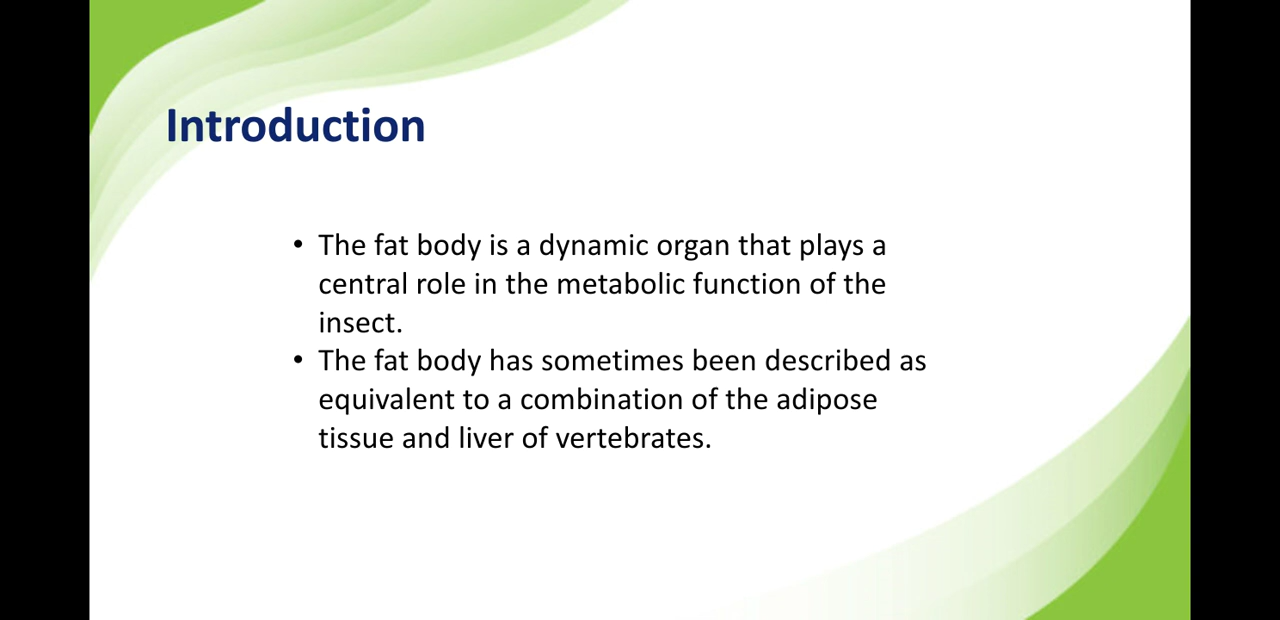 Introduction
• The fat body is a dynamic organ that plays a
central role in the metabolic function of the
insect.
• The fat body has sometimes been described as
equivalent to a combination of the adipose
tissue and liver of vertebrates.